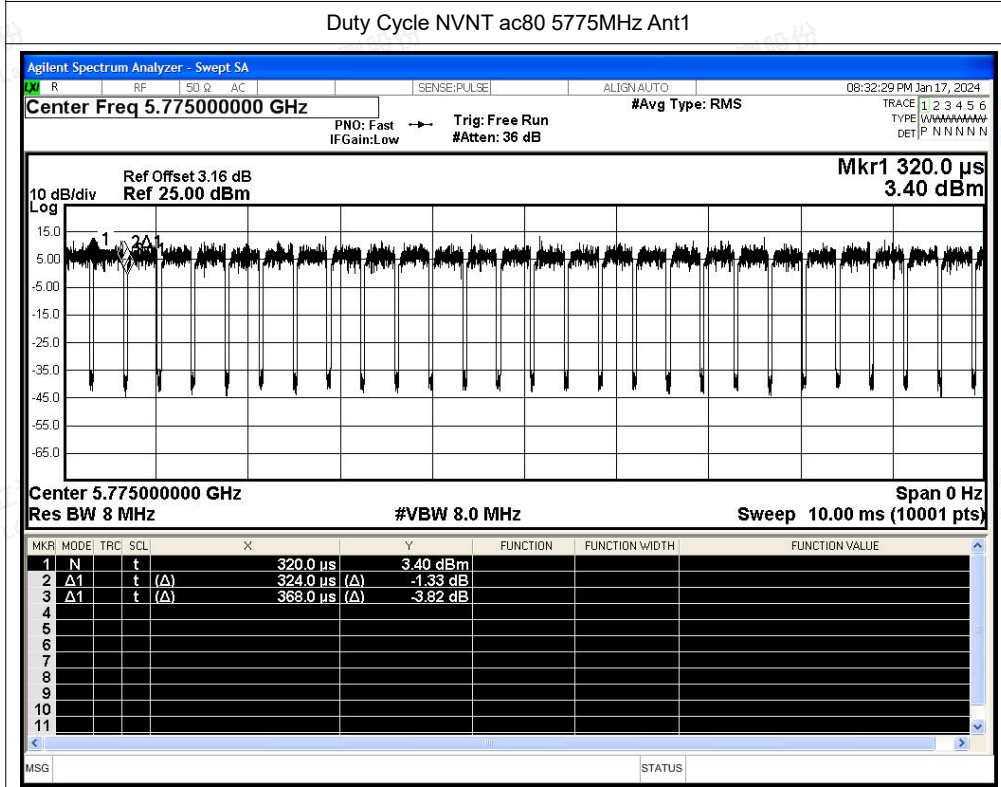 Duty Cycle NVNT ac80 5775MHz Ant1
Agilent Spectrum Analyzer - Swept SA
LXI R RF 50 Ω AC SENSE:PULSE ALIGN AUTO 08:32:29 PM Jan 17, 2024
Center Freq 5.775000000 GHz #Avg Type: RMS TRACE 1 2 3 4 5 6
PNO: Fast Trig: Free Run TYPE WWWWWW
IFGain:Low #Atten: 36 dB DET P N N N N N
Mkr1 320.0 µs
Ref Offset 3.16 dB
10 dB/div Ref 25.00 dBm 3.40 dBm
Log
15.0
1
3Δ1
5.00
-5.00
-15.0
-25.0
-35.0
-45.0
-55.0
-65.0
Center 5.775000000 GHz Span 0 Hz
Res BW 8 MHz #VBW 8.0 MHz Sweep 10.00 ms (10001 pts)
MKR MODE TRC SCL X Y FUNCTION FUNCTION WIDTH FUNCTION VALUE
1 N t 320.0 µs 3.40 dBm
2 Δ1 t (Δ) 324.0 µs (Δ) -1.33 dB
3 Δ1 t (Δ) 368.0 µs (Δ) -3.82 dB
4
5
6
7
8
9
10
11
MSG STATUS